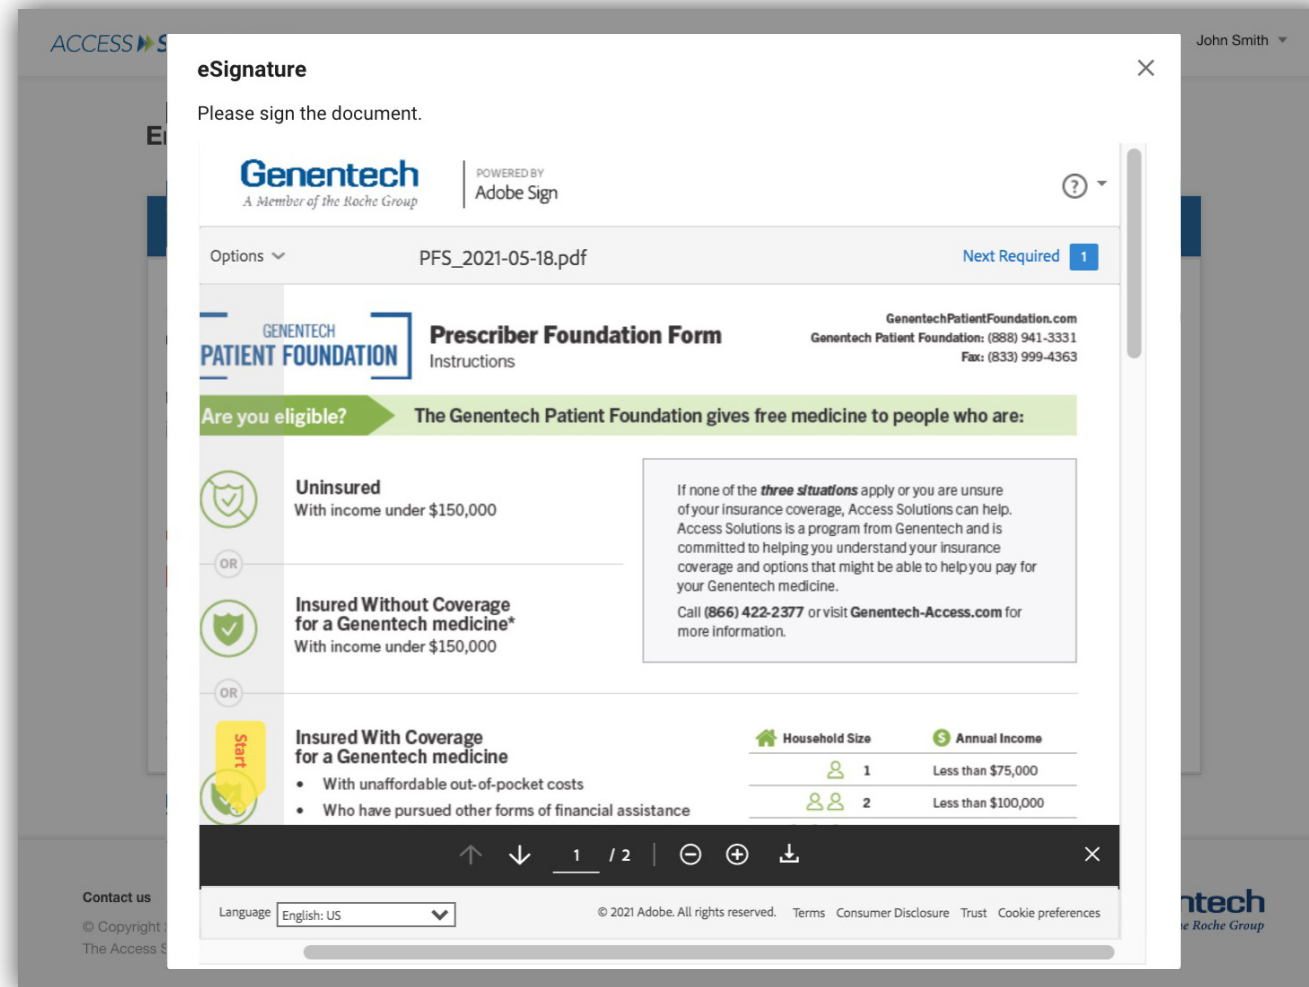 ACCESS S
John Smith
eSignature
Please sign the document.
Genentech
A Member of the Roche Group
POWERED BY
Adobe Sign
?
Options
PFS_2021-05-18.pdf
Next Required 1
GENENTECH
PATIENT FOUNDATION
Prescriber Foundation Form
Instructions
GenentechPatientFoundation.com
Genentech Patient Foundation: (888) 941-3331
Fax: (833) 999-4363
Are you eligible?
The Genentech Patient Foundation gives free medicine to people who are:
Uninsured
With income under $150,000
OR
Insured Without Coverage
for a Genentech medicine*
With income under $150,000
OR
If none of the three situations apply or you are unsure
of your insurance coverage, Access Solutions can help.
Access Solutions is a program from Genentech and is
committed to helping you understand your insurance
coverage and options that might be able to help you pay for
your Genentech medicine.
Call (866) 422-2377 or visit Genentech-Access.com for
more information.
Start
Insured With Coverage
for a Genentech medicine
• With unaffordable out-of-pocket costs
• Who have pursued other forms of financial assistance
Household Size Annual Income
1 Less than $75,000
2 Less than $100,000
1 / 2
Language English: US
© 2021 Adobe. All rights reserved. Terms Consumer Disclosure Trust Cookie preferences
Contact us
© Copyright
The Access S
ntech
e Roche Group